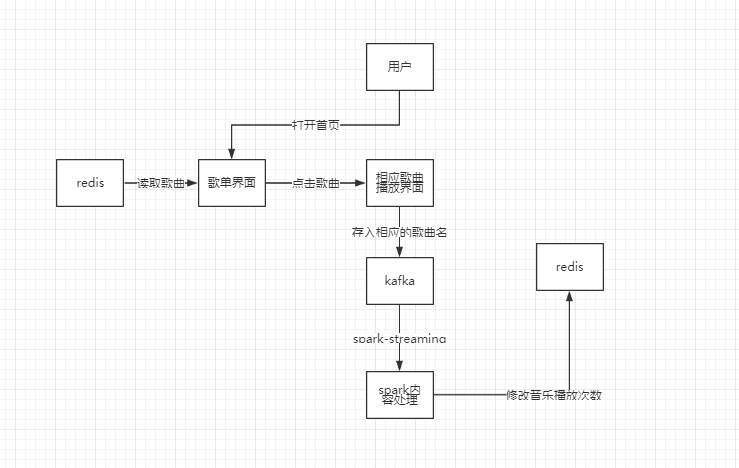 用户
打开首页
redis
读取歌曲
歌单界面
点击歌曲
相应歌曲
播放界面
存入相应的歌曲名
kafka
redis
spark-streaming
spark内
容处理
修改音乐播放次数